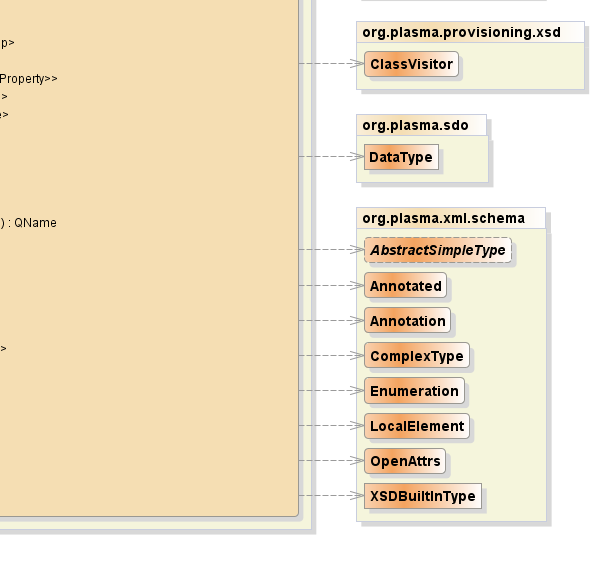 p>
Property>>
>
e>
) : QName
>
org.plasma.provisioning.xsd
ClassVisitor
org.plasma.sdo
DataType
org.plasma.xml.schema
AbstractSimpleType
Annotated
Annotation
ComplexType
Enumeration
LocalElement
OpenAttrs
XSDBuiltInType